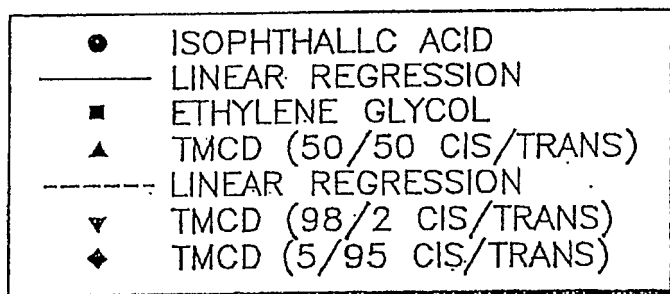 ISOPHTHALLC ACID
LINEAR REGRESSION
ETHYLENE GLYCOL
TMCD (50/50 CIS/TRANS)
LINEAR REGRESSION
TMCD (98/2 CIS/TRANS)
TMCD (5/95 CIS/TRANS)